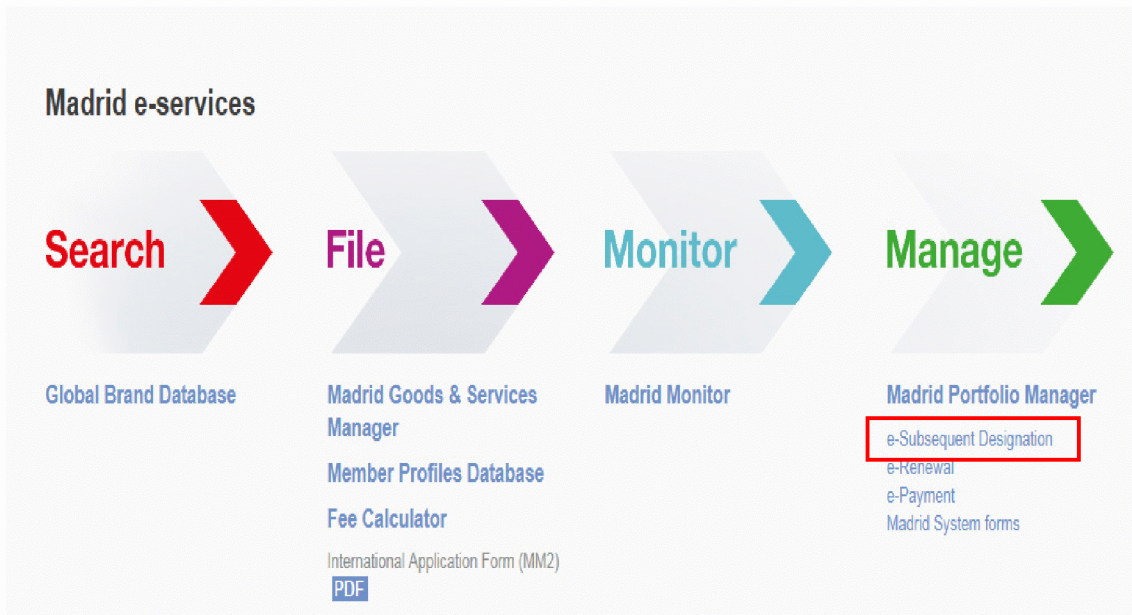 Madrid e-services
Search
File
Monitor
Manage
Global Brand Database
Madrid Goods & Services
Manager
Member Profiles Database
Fee Calculator
International Application Form (MM2)
PDF
Madrid Monitor
Madrid Portfolio Manager
e-Subsequent Designation
e-Renewal
e-Payment
Madrid System forms